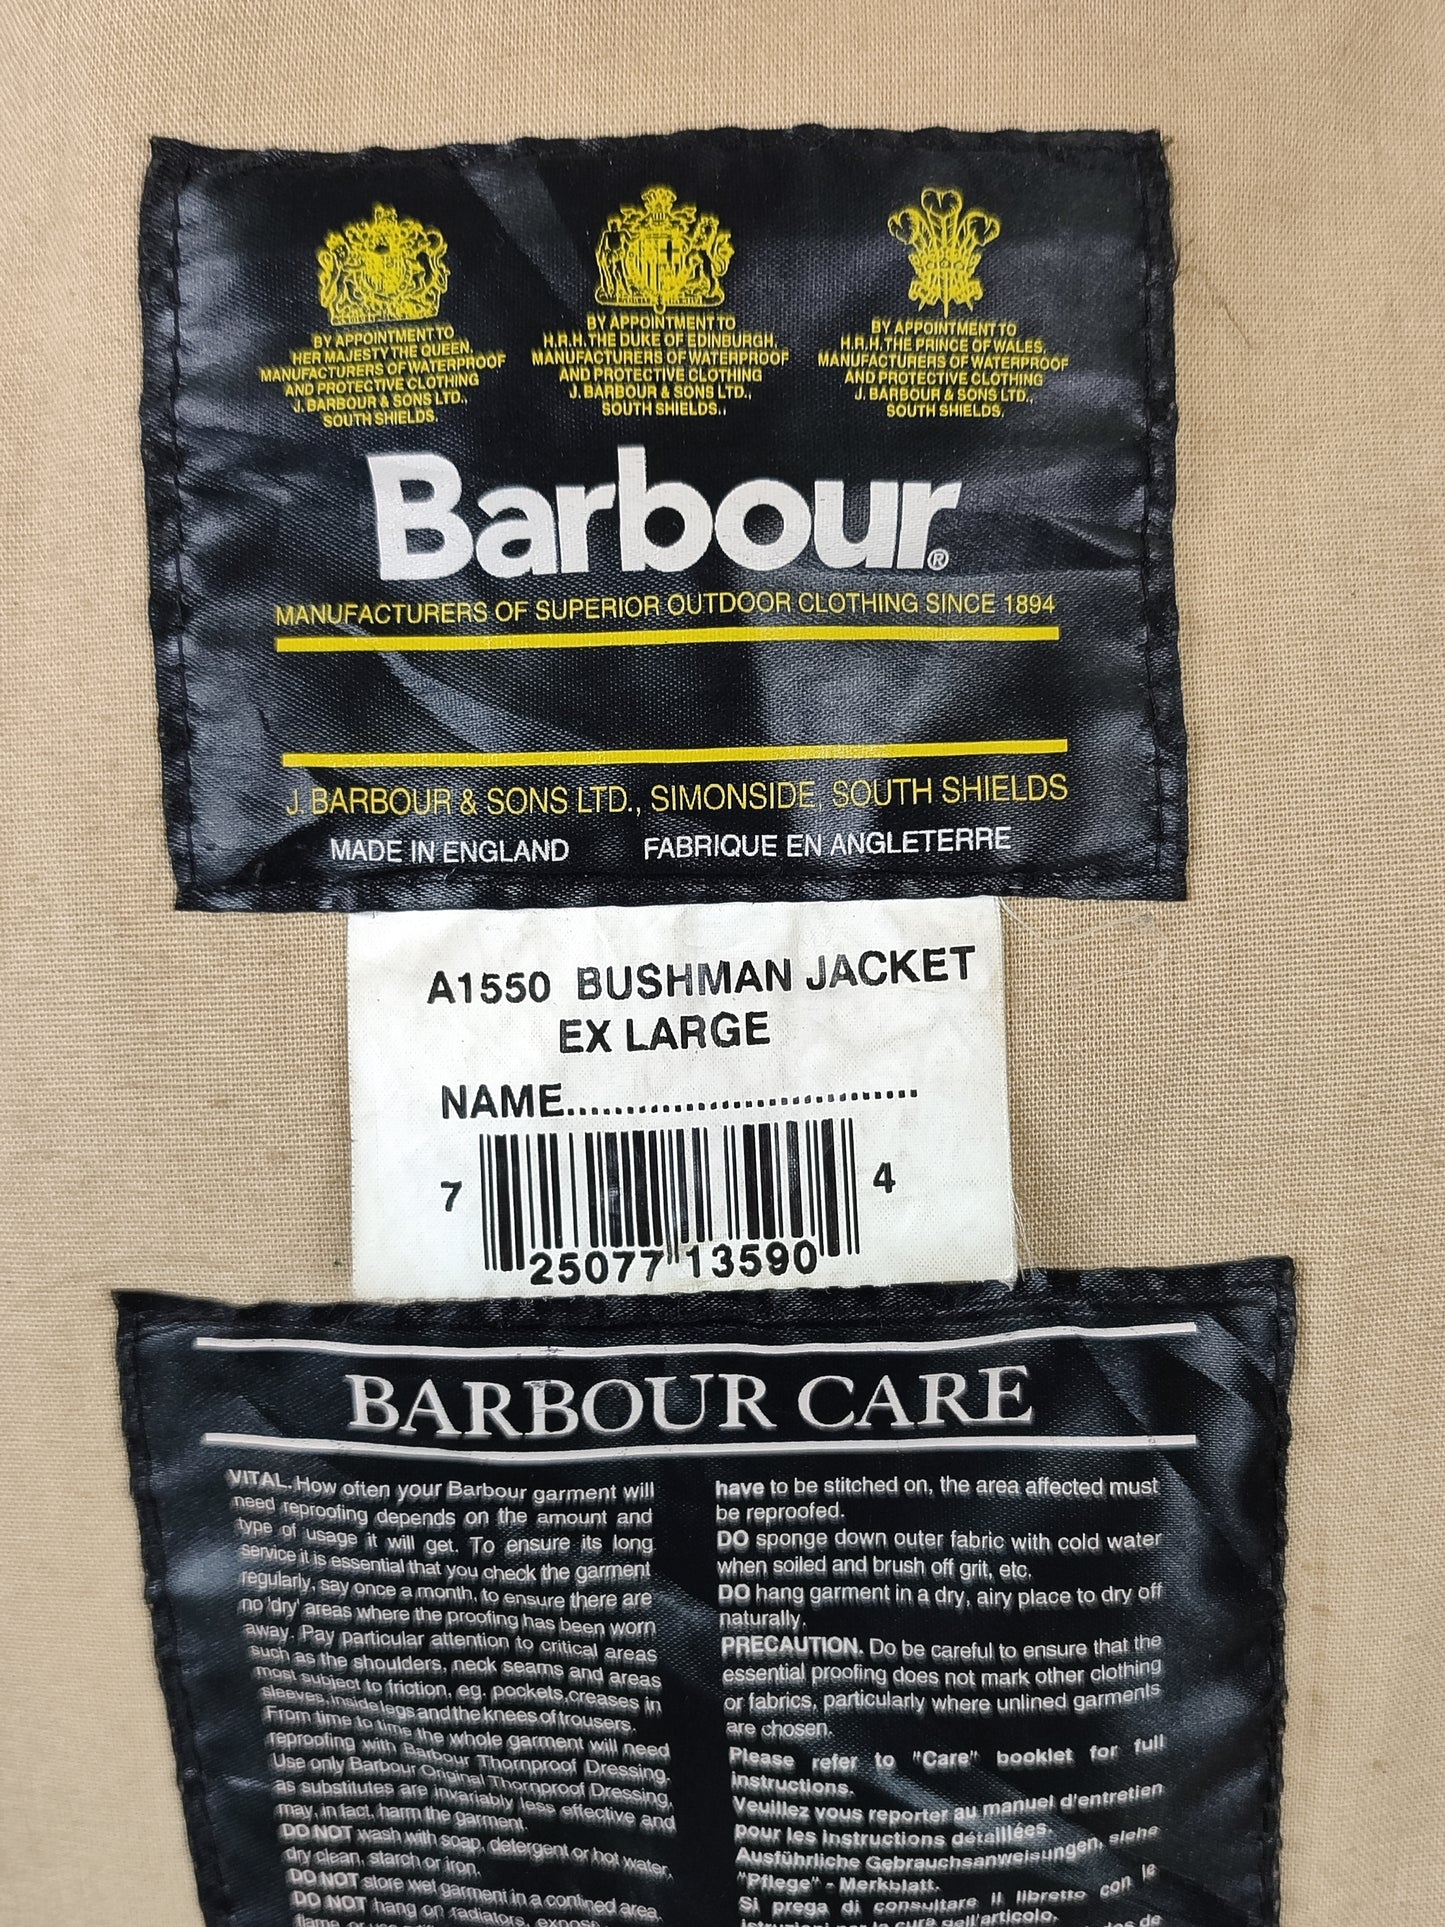 BY APPOINTMENT TO
HER MAJESTY THE QUEEN,
MANUFACTURERS OF WATERPROOF
AND PROTECTIVE CLOTHING
J. BARBOUR & SONS LTD.,
SOUTH SHIELDS.
BY APPOINTMENT TO
H.R.H. THE DUKE OF EDINBURGH,
MANUFACTURERS OF WATERPROOF
AND PROTECTIVE CLOTHING
J. BARBOUR & SONS LTD.,
SOUTH SHIELDS.,
BY APPOINTMENT TO
H.R.H. THE PRINCE OF WALES,
MANUFACTURERS OF WATERPROOF
AND PROTECTIVE CLOTHING
J. BARBOUR & SONS LTD.,
SOUTH SHIELDS.
Barbour®
MANUFACTURERS OF SUPERIOR OUTDOOR CLOTHING SINCE 1894
J. BARBOUR & SONS LTD., SIMONSIDE, SOUTH SHIELDS
MADE IN ENGLAND FABRIQUE EN ANGLETERRE
A1550 BUSHMAN JACKET
EX LARGE
NAME...............................
7 25077 13590 4
BARBOUR CARE
VITAL. How often your Barbour garment will
need reproofing depends on the amount and
type of usage it will get. To ensure its long
service it is essential that you check the garment
regularly, say once a month, to ensure there are
no 'dry' areas where the proofing has been worn
away. Pay particular attention to critical areas
such as the shoulders, neck seams and areas
most subject to friction, eg. pockets, creases in
sleeves, inside legs and the knees of trousers.
From time to time the whole garment will need
reproofing with Barbour Thornproof Dressing.
Use only Barbour Original Thornproof Dressing,
as substitutes are invariably less effective and
may, in fact, harm the garment.
DO NOT wash with soap, detergent or hot water,
dry clean, starch or iron.
DO NOT store wet garment in a confined area.
DO NOT hang on radiators,
have to be stitched on, the area affected must
be reproofed.
DO sponge down outer fabric with cold water
when soiled and brush off grit, etc.
DO hang garment in a dry, airy place to dry off
naturally.
PRECAUTION. Do be careful to ensure that the
essential proofing does not mark other clothing
or fabrics, particularly where unlined garments
are chosen.
Please refer to "Care" booklet for full
instructions.
Veuillez vous reporter au manuel d'entretien
pour les instructions détaillées.
Ausführliche Gebrauchsanweisungen, siehe
"Pflege" - Merkblatt.
Si prega di consultare il libretto con le
istruzioni per la cura dell'articolo.